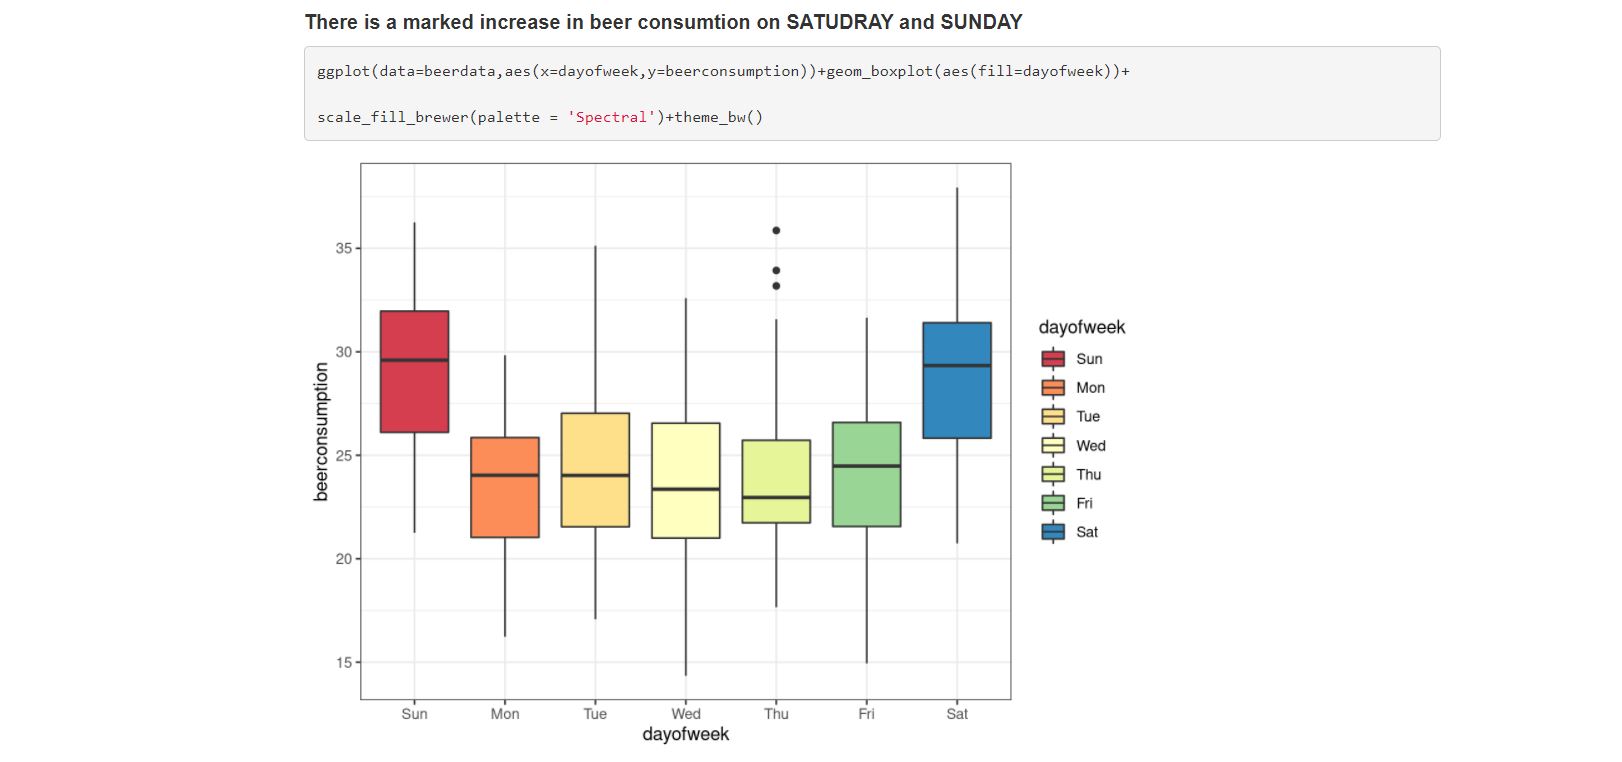 There is a marked increase in beer consumtion on SATUDRAY and SUNDAY
ggplot(data=beerdata,aes(x=dayofweek,y=beerconsumption))+geom_boxplot(aes(fill=dayofweek))+
scale_fill_brewer(palette = 'Spectral')+theme_bw()
35
30
25
20
15
beerconsumption
Sun Mon Tue Wed Thu Fri Sat
dayofweek
dayofweek
Sun
Mon
Tue
Wed
Thu
Fri
Sat